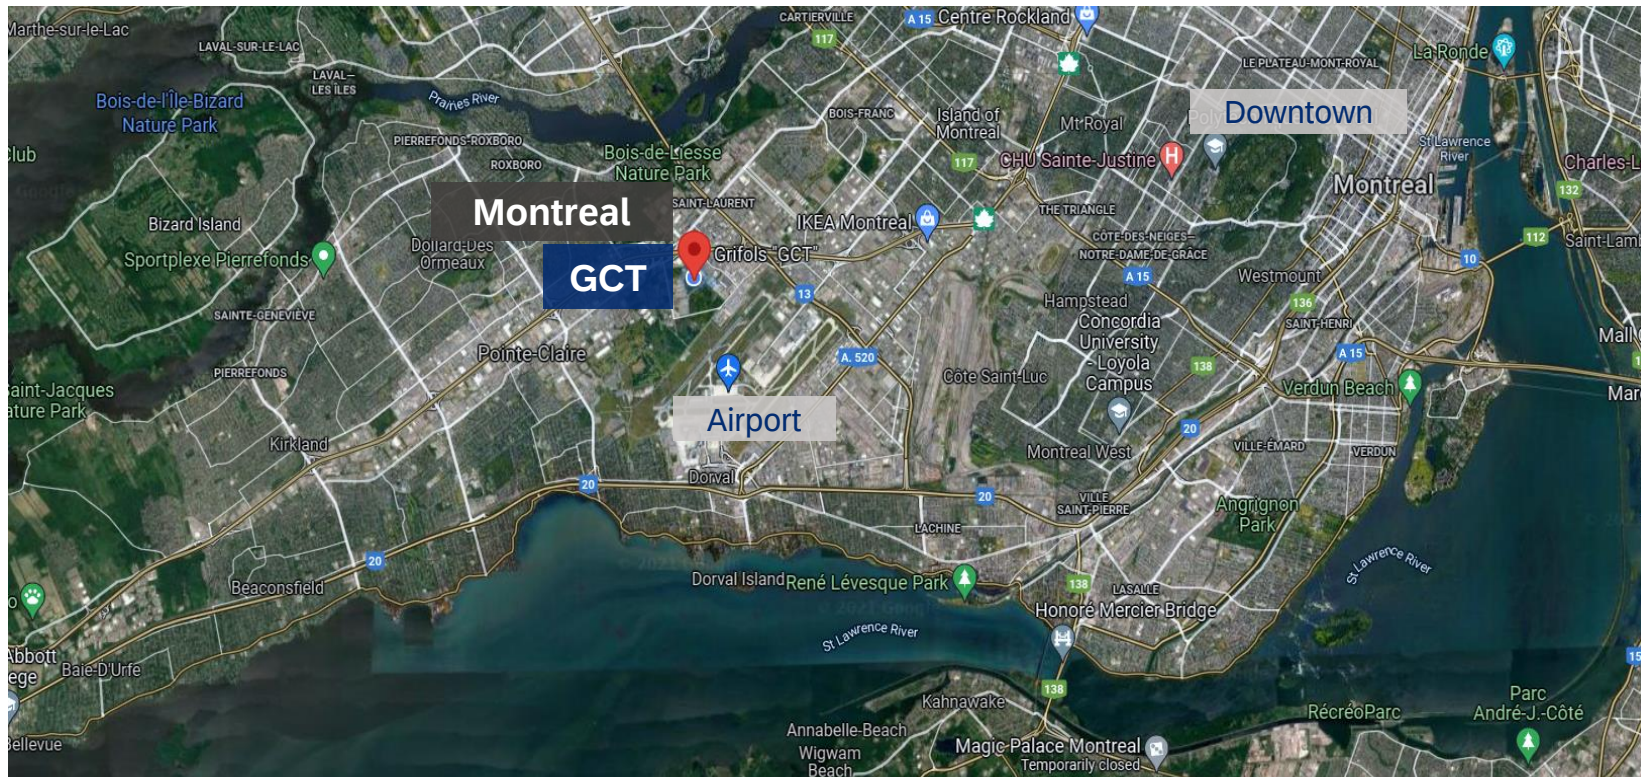 Marthe-sur-le-Lac
CARTIERVILLE
A 15
Centre Rockland
117
LAVAL-SUR-LE-LAC
LAVAL—
LES ÎLES
La Ronde
LE PLATEAU-MONT-ROYAL
Bois-de-l'Île-Bizard
Nature Park
Prairies River
BOIS-FRANC
Island of
Montreal
Mt Royal
Downtown
PIERREFONDS-ROXBORO
ROXBORO
Bois-de-Liesse
Nature Park
117
CHU Sainte-Justine
H
St Lawrence
River
Charles-L
Club
Montreal
132
Montreal
SAINT-LAURENT
IKEA Montreal
THE TRIANGLE
Bizard Island
Dollard-Des
Ormeaux
Sportplexe Pierrefonds
Grifols "GCT"
GCT
CÔTE-DES-NEIGES—
NOTRE-DAME-DE-GRÂCE
112
Saint-Lamb
10
A 15
Westmount
13
Hampstead
136
SAINTE-GENEVIÈVE
Concordia
University
- Loyola
Campus
SAINT-HENRI
Mall
Pointe-Claire
A. 520
A 15
138
PIERREFONDS
Côte Saint-Luc
Verdun Beach
Saint-Jacques
ature Park
Mar
Airport
20
Kirkland
Montreal West
VILLE-ÉMARD
VERDUN
Dorval
20
20
VILLE
SAINT-PIERRE
Angrignon
Park
LACHINE
20
St Lawrence River
Beaconsfield
Dorval Island
René Lévesque Park
138
LASALLE
Honoré Mercier Bridge
St Lawrence River
Abbott
ege
Baie-D'Urfe
15
138
Kahnawake
Parc
André-J.-Côté
RécréoParc
Annabelle-Beach
Bellevue
Magic Palace Montreal
Temporarily closed
Wigwam
Beach